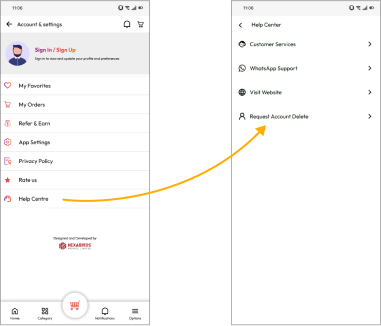 11:06
Account & settings
Sign In / Sign Up
Sign in to view and update your profile and preferences
My Favorites
My Orders
Refer & Earn
App Settings
Privacy Policy
Rate us
Help Centre
Designed and Developed by
HEXABIRDS
Home
Category
Notifications
Options
11:06
Help Center
Customer Services
WhatsApp Support
Visit Website
Request Account Delete